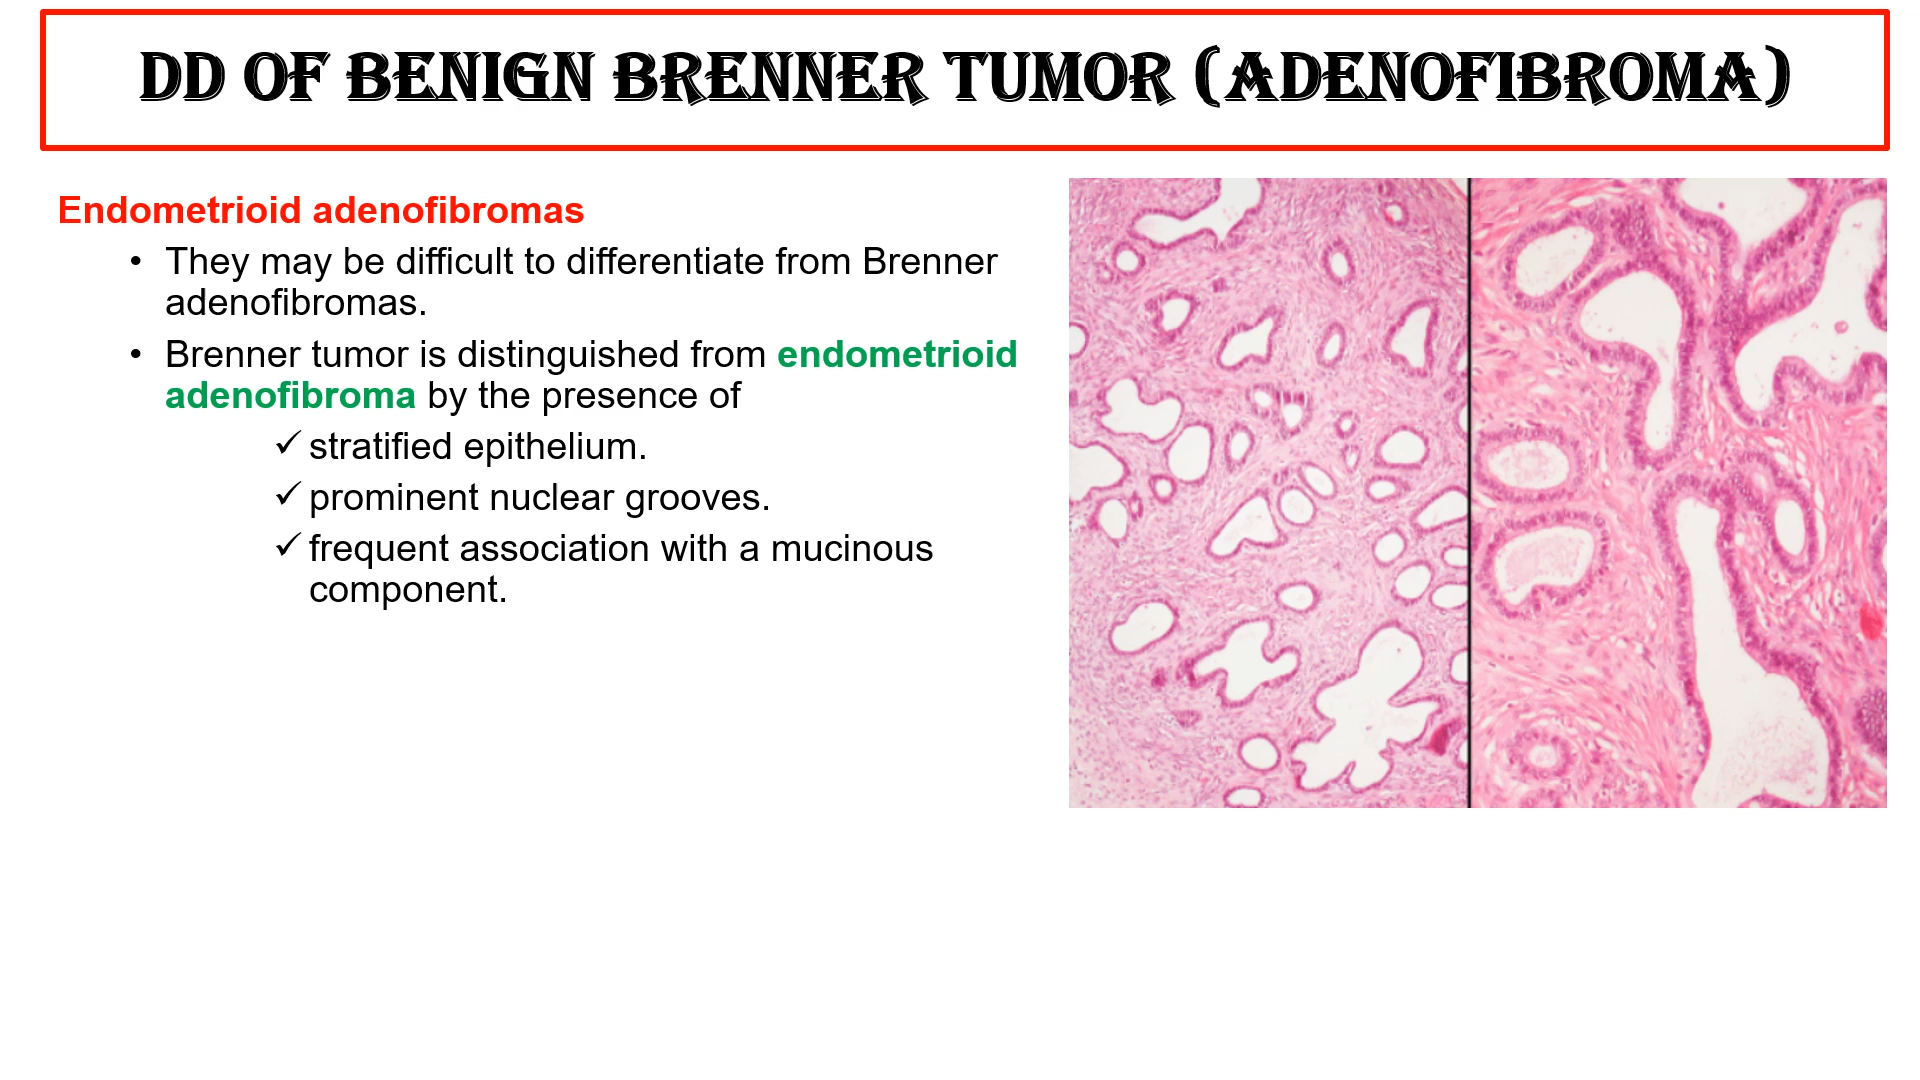 DD OF BENIGN BRENNER TUMOR (ADENOFIBROMA)
Endometrioid adenofibromas
• They may be difficult to differentiate from Brenner
adenofibromas.
• Brenner tumor is distinguished from endometrioid
adenofibroma by the presence of
✓ stratified epithelium.
✓ prominent nuclear grooves.
✓ frequent association with a mucinous
component.